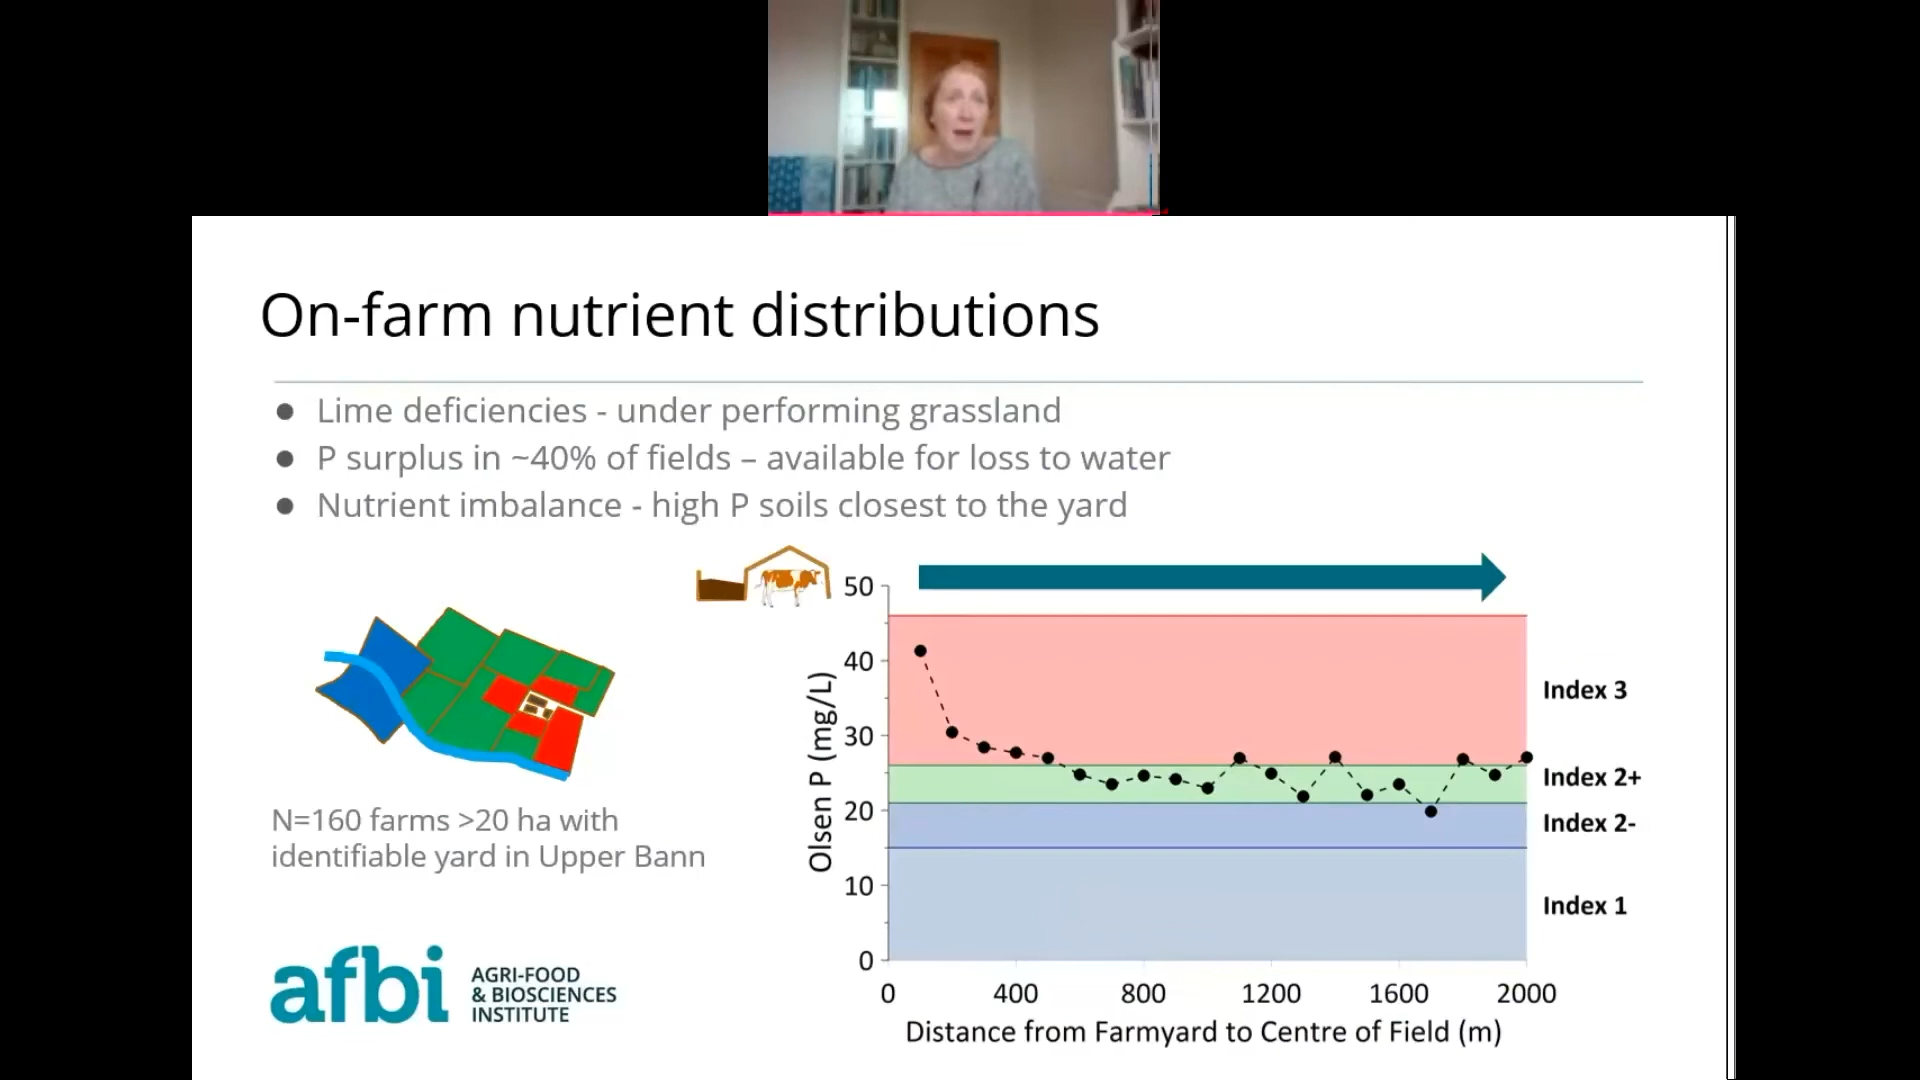 On-farm nutrient distributions
● Lime deficiencies - under performing grassland
● P surplus in ~40% of fields – available for loss to water
● Nutrient imbalance - high P soils closest to the yard
N=160 farms >20 ha with
identifiable yard in Upper Bann
afbi
AGRI-FOOD
& BIOSCIENCES
INSTITUTE
Olsen P (mg/L)
50
40
30
20
10
0
Index 3
Index 2+
Index 2-
Index 1
0 400 800 1200 1600 2000
Distance from Farmyard to Centre of Field (m)